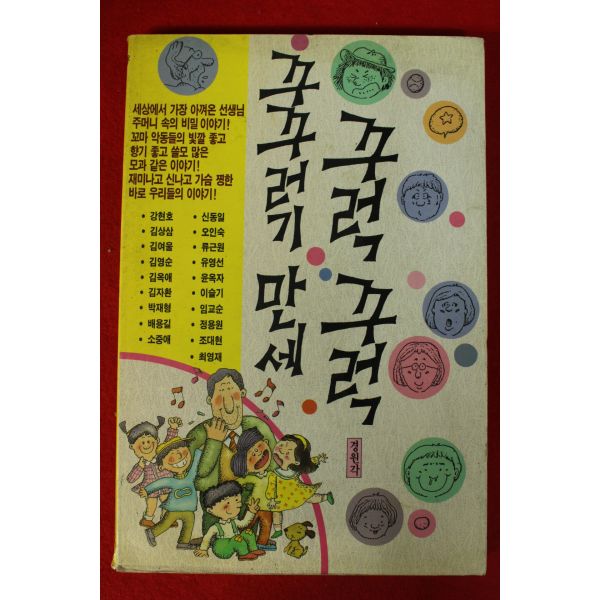 세상에서 가장 아껴온 선생님
주머니 속의 비밀 이야기!
꼬마 악동들의 빛깔 좋고
향기 좋고 쓸모 많은
모과 같은 이야기!
재미나고 신나고 가슴 찡한
바로 우리들의 이야기!
• 강현호
• 김상삼
• 김여울
• 김영순
• 김옥애
• 김자환
• 박재형
• 배용길
• 소중애
• 신동일
• 오인숙
• 류근원
• 유영선
• 윤옥자
• 이슬기
• 임교순
• 정용원
• 조대현
• 최영재
꾸꾸러기 만세
꾸럭 꾸럭
경원각